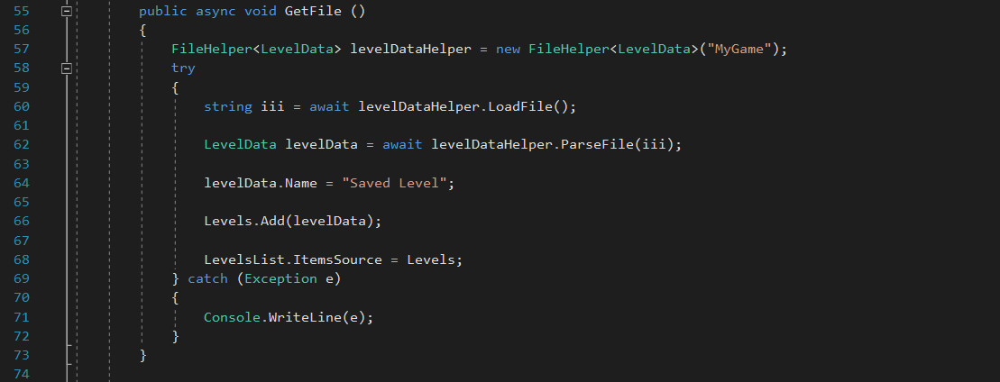 55 public async void GetFile ()
56 {
57 FileHelper<LevelData> levelDataHelper = new FileHelper<LevelData>("MyGame");
58 try
59 {
60 string iii = await levelDataHelper.LoadFile();
61
62 LevelData levelData = await levelDataHelper.ParseFile(iii);
63
64 levelData.Name = "Saved Level";
65
66 Levels.Add(levelData);
67
68 LevelsList.ItemsSource = Levels;
69 } catch (Exception e)
70 {
71 Console.WriteLine(e);
72 }
73 }
74